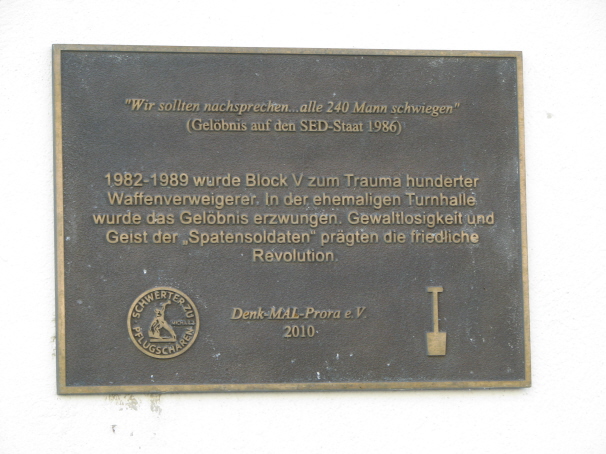 "Wir sollten nachsprechen...alle 240 Mann schwiegen"
(Gelöbnis auf den SED-Staat 1986)
1982-1989 wurde Block V zum Trauma hunderter
Waffenverweigerer. In der ehemaligen Turnhalle
wurde das Gelöbnis erzwungen. Gewaltlosigkeit und
Geist der „Spatensoldaten“ prägten die friedliche
Revolution.
SCHWERTER ZU
PFLUGSCHAREN
Denk-MAL-Prora e.V.
2010